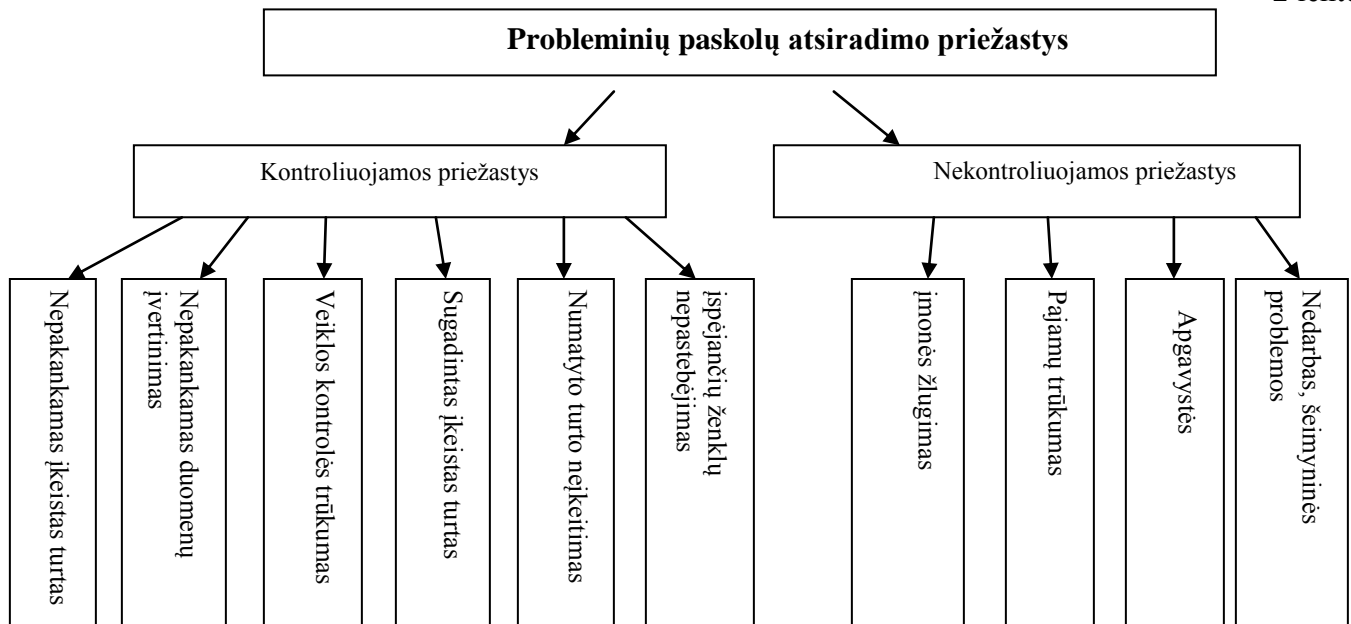 Probleminių paskolų atsiradimo priežastys
Kontroliuojamos priežastys
Nekontroliuojamos priežastys
Nepakankamas įkeistas turtas
Nepakankamas duomenų
įvertinimas
Veiklos kontrolės trūkumas
Sugadintas įkeistas turtas
Numatyto turto neįkeitimas
įspėjančių ženklų
nepastebėjimas
įmonės žlugimas
Pajamų trūkumas
Apgavystės
Nedarbas, šeimyninės
problemos